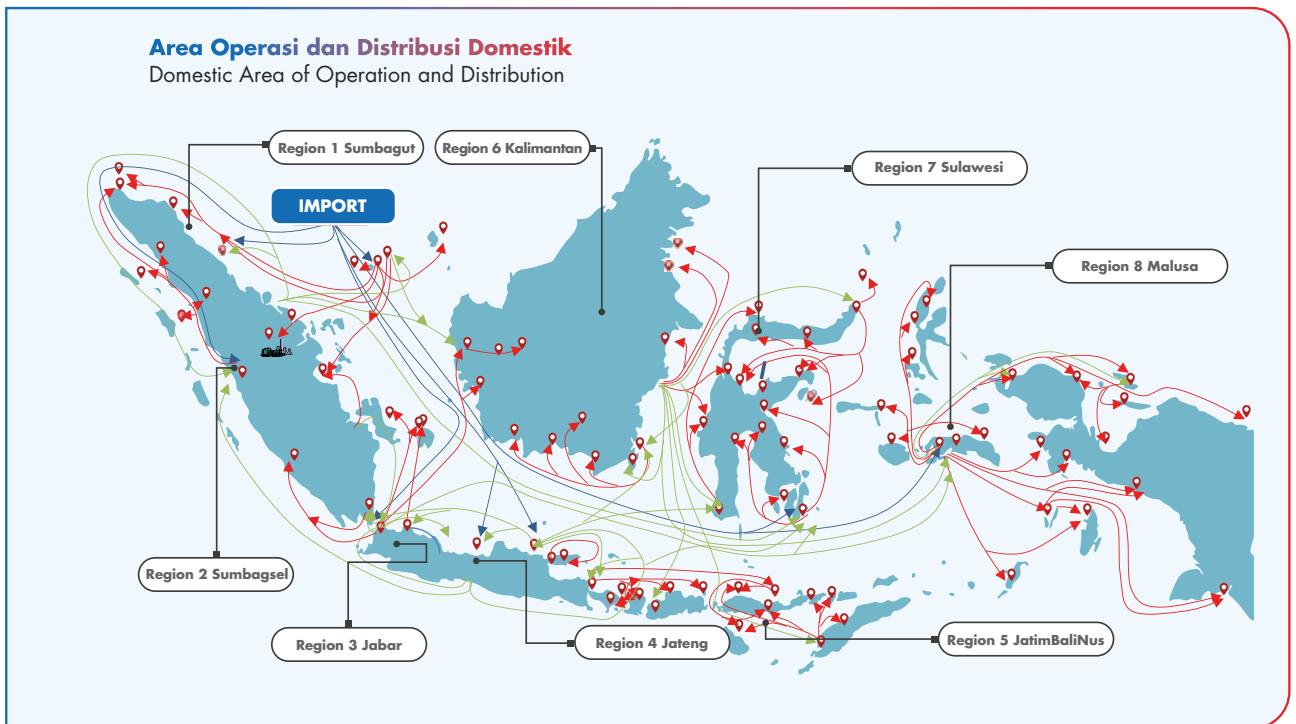 Area Operasi dan Distribusi Domestik
Domestic Area of Operation and Distribution
Region 1 Sumbagut
Region 6 Kalimantan
Region 7 Sulawesi
IMPORT
Region 8 Malusa
Region 2 Sumbagsel
Region 3 Jabar
Region 4 Jateng
Region 5 JatimBaliNus